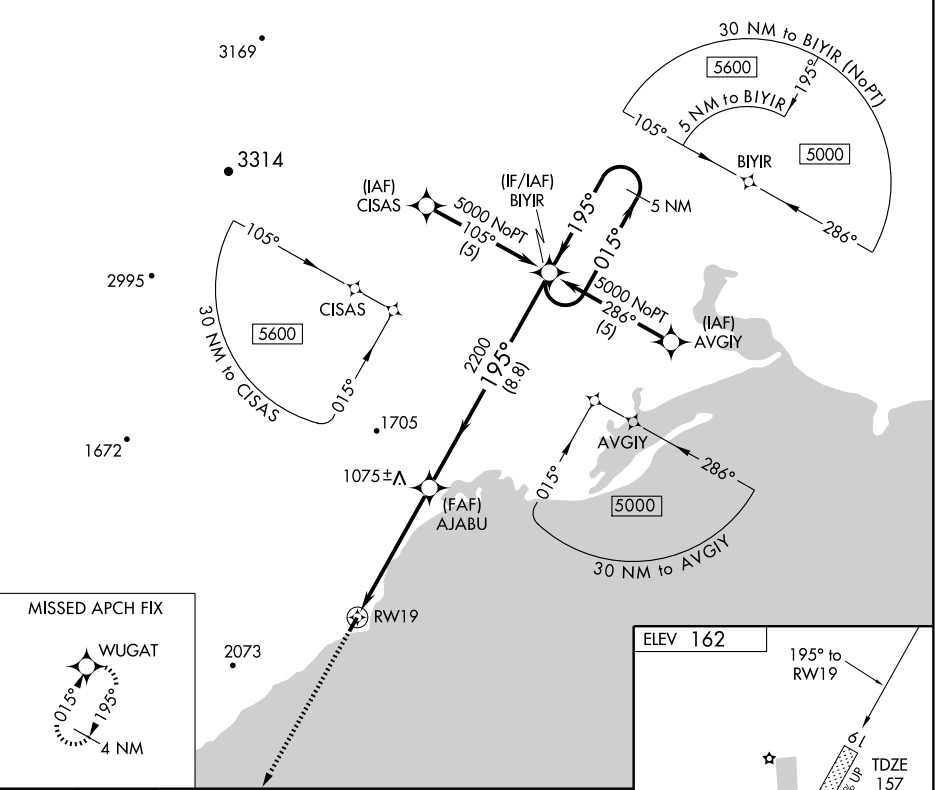 3169
3314
2995
1672
1705
1075±
2073
30 NM to BIYIR (NoPT)
5600
195°
5 NM to BIYIR
105°
5000
BIYIR
286°
(IAF)
CISAS
5000 NoPT
105°
(5)
(IF/IAF)
BIYIR
195°
015°
5 NM
5000 NoPT
286°
(5)
(IAF)
AVGIY
105°
CISAS
5600
015°
30 NM to CISAS
2200
195°
(8.8)
AVGIY
015°
286°
5000
30 NM to AVGIY
(FAF)
AJABU
RW19
MISSED APCH FIX
WUGAT
015°
195°
4 NM
ELEV 162
195° to
RW19
19
UP
TDZE
157